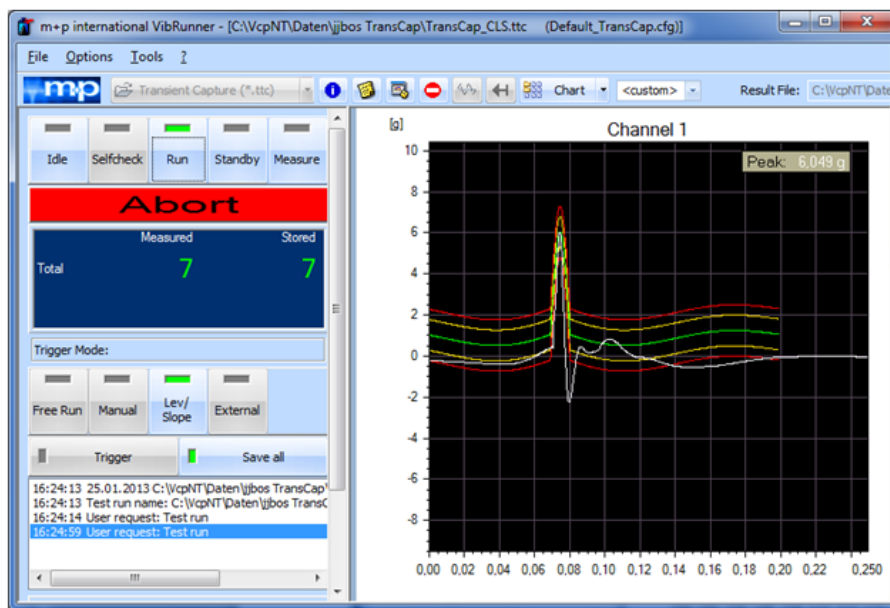 m+p international VibRunner - [C:\VcpNT\Daten\jjbos TransCap\TransCap_CLS.ttc (Default_TransCap.cfg)]
File Options Tools ?
m+p Transient Capture (*.ttc) Chart <custom> Result File: C:\VcpNT\Date
Idle Selfcheck Run Standby Measure
Abort
Measured Stored
Total 7 7
Trigger Mode:
Free Run Manual Lev/
Slope External
Trigger Save all
16:24:13 25.01.2013 C:\VcpNT\Daten\jjbos TransCap\
16:24:13 Test run name: C:\VcpNT\Daten\jjbos TransC
16:24:14 User request: Test run
16:24:59 User request: Test run
[g] Channel 1
Peak: 6,049 g
10
8
6
4
2
0
-2
-4
-6
-8
0,00 0,02 0,04 0,06 0,08 0,10 0,12 0,14 0,16 0,18 0,20 0,22 0,250